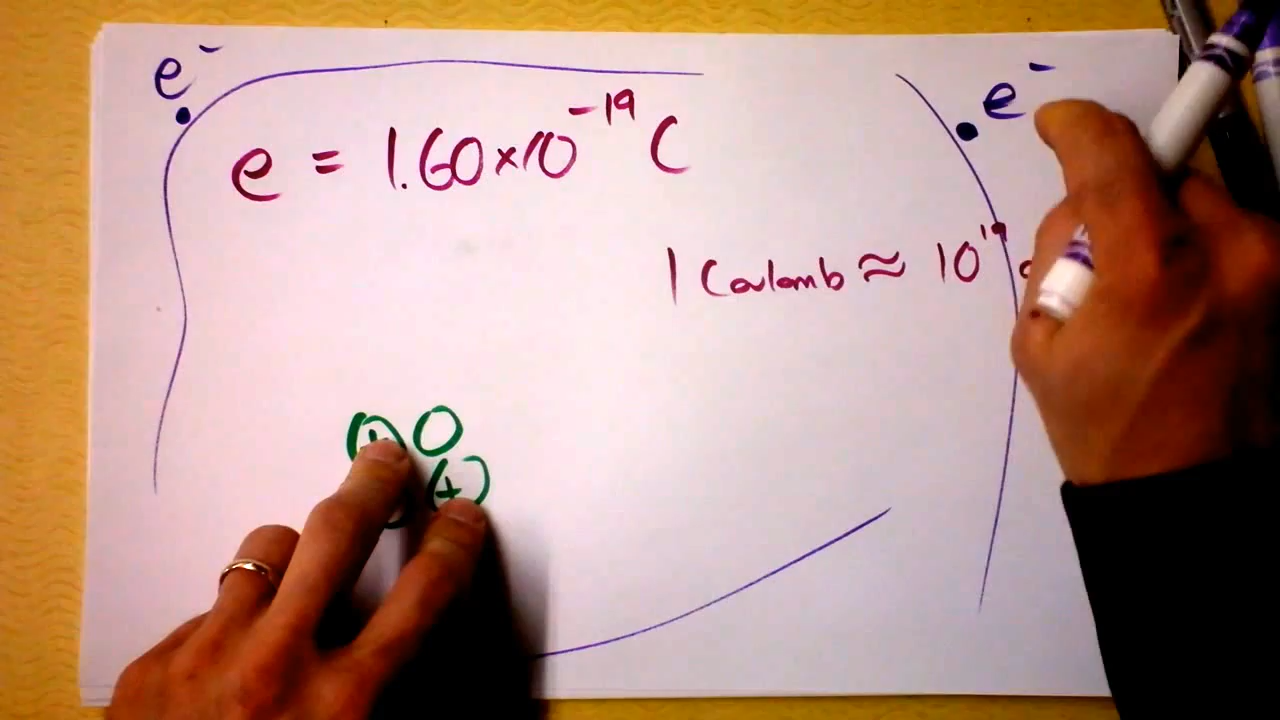 e⁻
e⁻
e = 1.60×10⁻¹⁹ C
1 Coulomb ≈ 10¹⁹
+
+